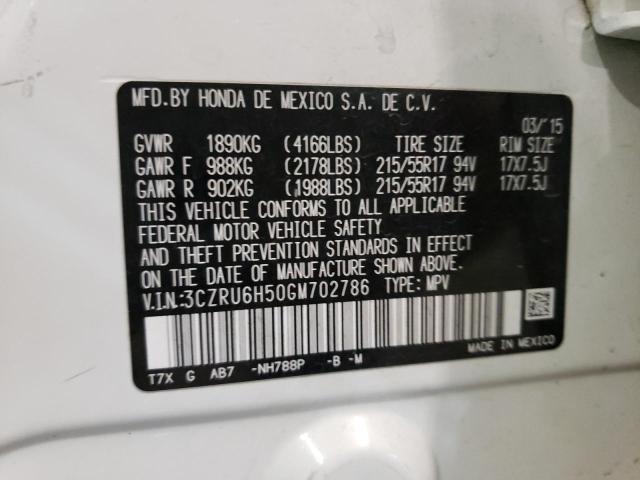 MFD.BY HONDA DE MEXICO S.A. DE C.V.
03/'15
GVWR 1890KG (4166LBS) TIRE SIZE RIM SIZE
GAWR F 988KG (2178LBS) 215/55R17 94V 17X7.5J
GAWR R 902KG (1988LBS) 215/55R17 94V 17X7.5J
THIS VEHICLE CONFORMS TO ALL APPLICABLE
FEDERAL MOTOR VEHICLE SAFETY
AND THEFT PREVENTION STANDARDS IN EFFECT
ON THE DATE OF MANUFACTURE SHOWN ABOVE.
V.I.N.:3CZRU6H50GM702786 TYPE: MPV
MADE IN MEXICO
T7X G AB7 -NH788P -B -M